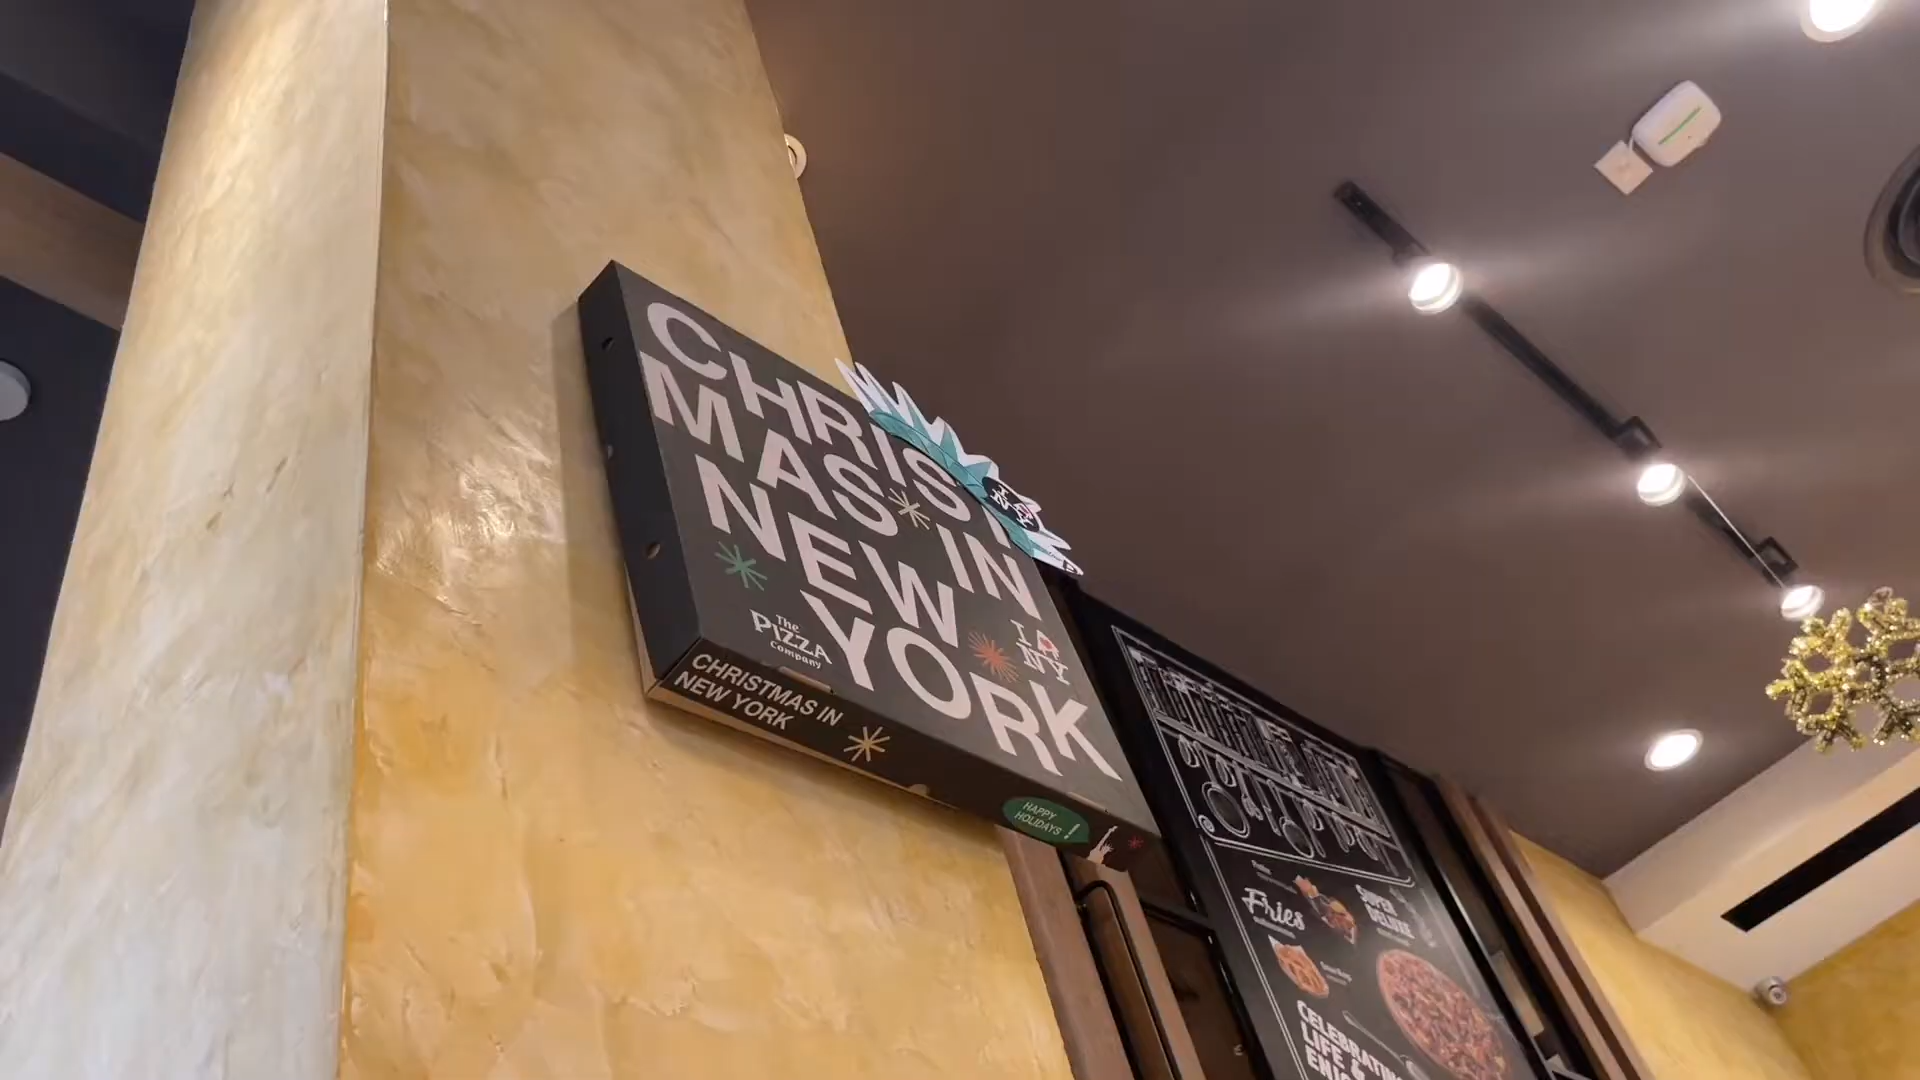 CHRIST
MAS IN
NEW
YORK
The
PIZZA
Company
I
NY
CHRISTMAS IN
NEW YORK
HAPPY
HOLIDAYS !
Fries
SUPER
DELUXE
CELEBRATING
LIFE &